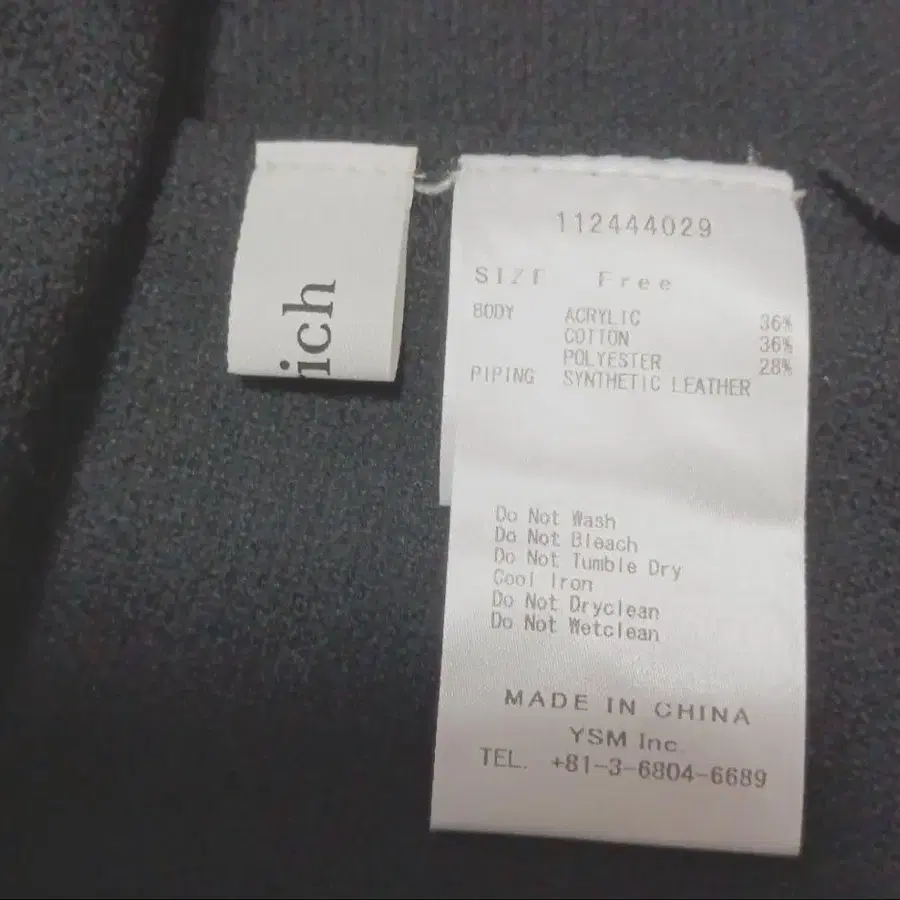 ich
112444029
SIZE Free
BODY ACRYLIC 36%
COTTON 36%
POLYESTER 28%
PIPING SYNTHETIC LEATHER
Do Not Wash
Do Not Bleach
Do Not Tumble Dry
Cool Iron
Do Not Dryclean
Do Not Wetclean
MADE IN CHINA
YSM Inc.
TEL. +81-3-6804-6689